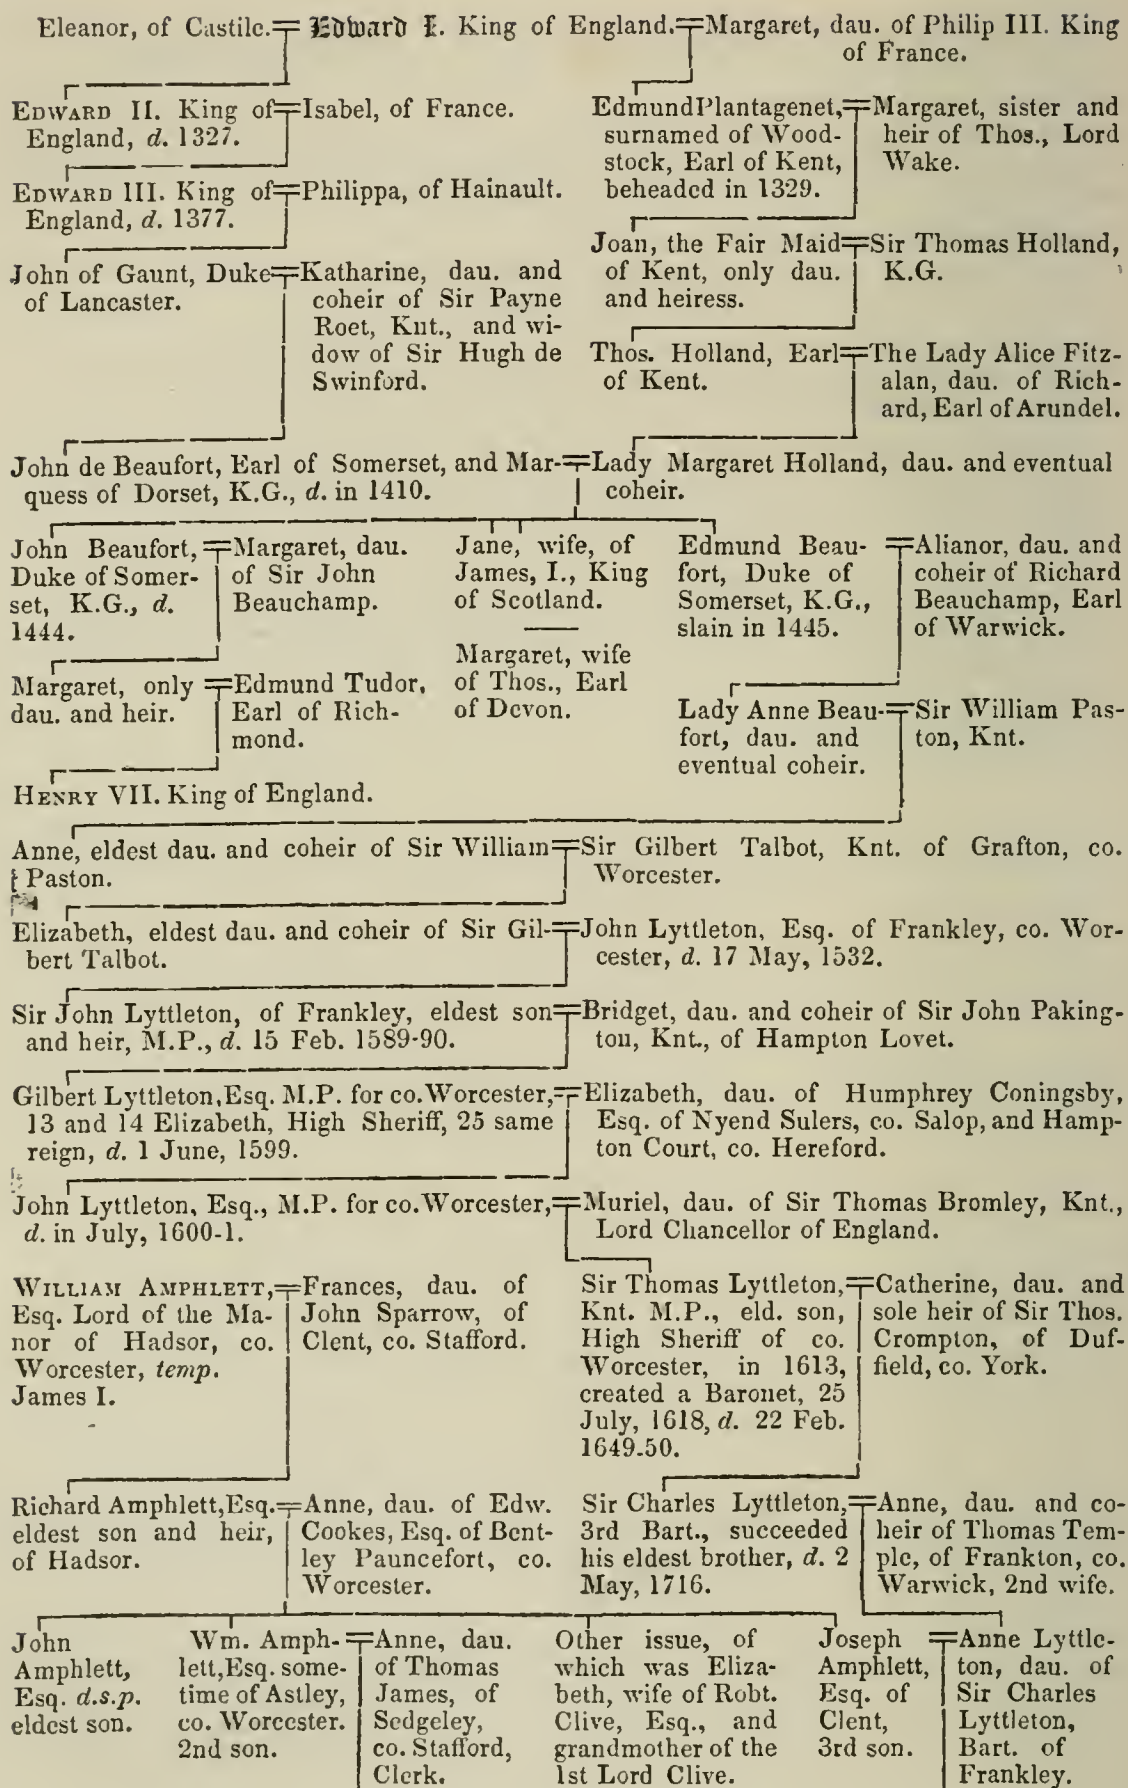 Eleanor, of Castile. = Edward I. King of England. = Margaret, dau. of Philip III. King
of France.
EDWARD II. King of = Isabel, of France.
England, d. 1327.
Edmund Plantagenet, = Margaret, sister and
surnamed of Wood- heir of Thos., Lord
stock, Earl of Kent, Wake.
beheaded in 1329.
EDWARD III. King of = Philippa, of Hainault.
England, d. 1377.
Joan, the Fair Maid = Sir Thomas Holland,
of Kent, only dau. K.G.
and heiress.
John of Gaunt, Duke = Katharine, dau. and
of Lancaster. coheir of Sir Payne
Roet, Knt., and wi-
dow of Sir Hugh de
Swinford.
Thos. Holland, Earl = The Lady Alice Fitz-
of Kent. alan, dau. of Rich-
ard, Earl of Arundel.
John de Beaufort, Earl of Somerset, and Mar- = Lady Margaret Holland, dau. and eventual
quess of Dorset, K.G., d. in 1410. coheir.
John Beaufort, = Margaret, dau.
Duke of Somer- of Sir John
set, K.G., d. Beauchamp.
1444.
Jane, wife, of
James, I., King
of Scotland.
Margaret, wife
of Thos., Earl
of Devon.
Edmund Beau- = Alianor, dau. and
fort, Duke of coheir of Richard
Somerset, K.G., Beauchamp, Earl
slain in 1445. of Warwick.
Margaret, only = Edmund Tudor,
dau. and heir. Earl of Rich-
mond.
Lady Anne Beau- = Sir William Pas-
fort, dau. and ton, Knt.
eventual coheir.
HENRY VII. King of England.
Anne, eldest dau. and coheir of Sir William = Sir Gilbert Talbot, Knt. of Grafton, co.
Paston. Worcester.
Elizabeth, eldest dau. and coheir of Sir Gil- = John Lyttleton, Esq. of Frankley, co. Wor-
bert Talbot. cester, d. 17 May, 1532.
Sir John Lyttleton, of Frankley, eldest son = Bridget, dau. and coheir of Sir John Paking-
and heir, M.P., d. 15 Feb. 1589-90. ton, Knt., of Hampton Lovet.
Gilbert Lyttleton, Esq. M.P. for co. Worcester, = Elizabeth, dau. of Humphrey Coningsby,
13 and 14 Elizabeth, High Sheriff, 25 same Esq. of Nyend Sulers, co. Salop, and Hamp-
reign, d. 1 June, 1599. ton Court, co. Hereford.
John Lyttleton, Esq., M.P. for co. Worcester, = Muriel, dau. of Sir Thomas Bromley, Knt.,
d. in July, 1600-1. Lord Chancellor of England.
WILLIAM AMPHLETT, = Frances, dau. of
Esq. Lord of the Ma- John Sparrow, of
nor of Hadsor, co. Clent, co. Stafford.
Worcester, temp.
James I.
Sir Thomas Lyttleton, = Catherine, dau. and
Knt. M.P., eld. son, sole heir of Sir Thos.
High Sheriff of co. Crompton, of Duf-
Worcester, in 1613, field, co. York.
created a Baronet, 25
July, 1618, d. 22 Feb.
1649-50.
Richard Amphlett, Esq. = Anne, dau. of Edw.
eldest son and heir, Cookes, Esq. of Bent-
of Hadsor. ley Pauncefort, co.
Worcester.
Sir Charles Lyttleton, = Anne, dau. and co-
3rd Bart., succeeded heir of Thomas Tem-
his eldest brother, d. 2 ple, of Frankton, co.
May, 1716. Warwick, 2nd wife.
John
Amphlett,
Esq. d.s.p.
eldest son.
Wm. Amph- = Anne, dau.
lett, Esq. some- of Thomas
time of Astley, James, of
co. Worcester. Sedgeley,
2nd son. co. Stafford,
Clerk.
Other issue, of
which was Eliza-
beth, wife of Robt.
Clive, Esq., and
grandmother of the
1st Lord Clive.
Joseph = Anne Lyttle-
Amphlett, ton, dau. of
Esq. of Sir Charles
Clent, Lyttleton,
3rd son. Bart. of
Frankley.